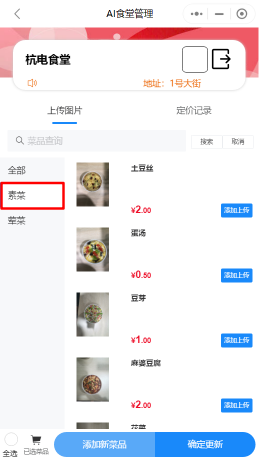 AI食堂管理
杭电食堂
地址：1号大街
上传图片
定价记录
菜品查询
搜索
取消
全部
素菜
荤菜
土豆丝
¥2.00
添加上传
蛋汤
¥0.50
添加上传
豆芽
¥1.00
添加上传
麻婆豆腐
¥2.00
添加上传
花菜
全选
已选菜品
添加新菜品
确定更新